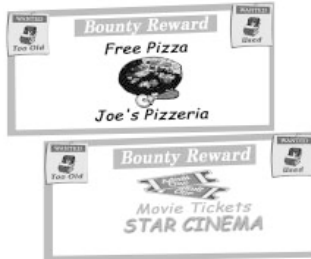 WANTED
Too Old
Bounty Reward
WANTED
Used
Free Pizza
Joe's Pizzeria
WANTED
Too Old
Bounty Reward
WANTED
Used
Movie Tickets
STAR CINEMA